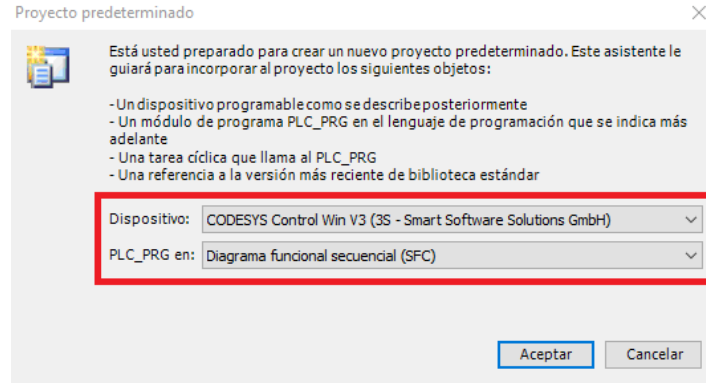 Proyecto predeterminado
Está usted preparado para crear un nuevo proyecto predeterminado. Este asistente le
guiará para incorporar al proyecto los siguientes objetos:
- Un dispositivo programable como se describe posteriormente
- Un módulo de programa PLC_PRG en el lenguaje de programación que se indica más
adelante
- Una tarea cíclica que llama al PLC_PRG
- Una referencia a la versión más reciente de biblioteca estándar
Dispositivo: CODESYS Control Win V3 (3S - Smart Software Solutions GmbH)
PLC_PRG en: Diagrama funcional secuencial (SFC)
Aceptar Cancelar